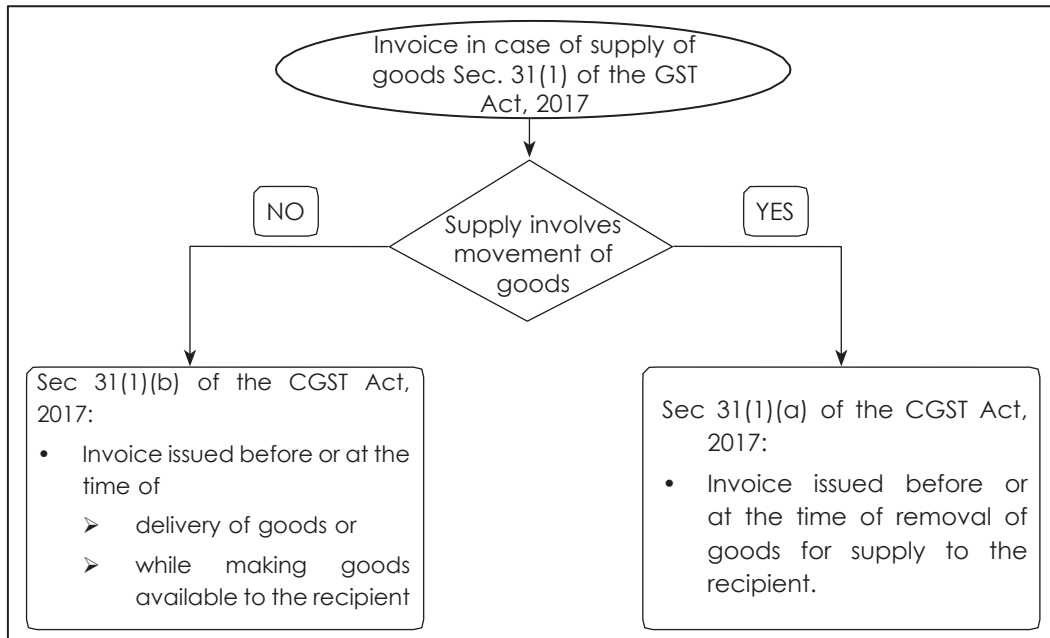 Invoice in case of supply of
goods Sec. 31(1) of the GST
Act, 2017
NO
YES
Supply involves
movement of
goods
Sec 31(1)(b) of the CGST Act,
2017:
• Invoice issued before or at the
time of
➢ delivery of goods or
➢ while making goods
available to the recipient
Sec 31(1)(a) of the CGST Act,
2017:
• Invoice issued before or
at the time of removal of
goods for supply to the
recipient.